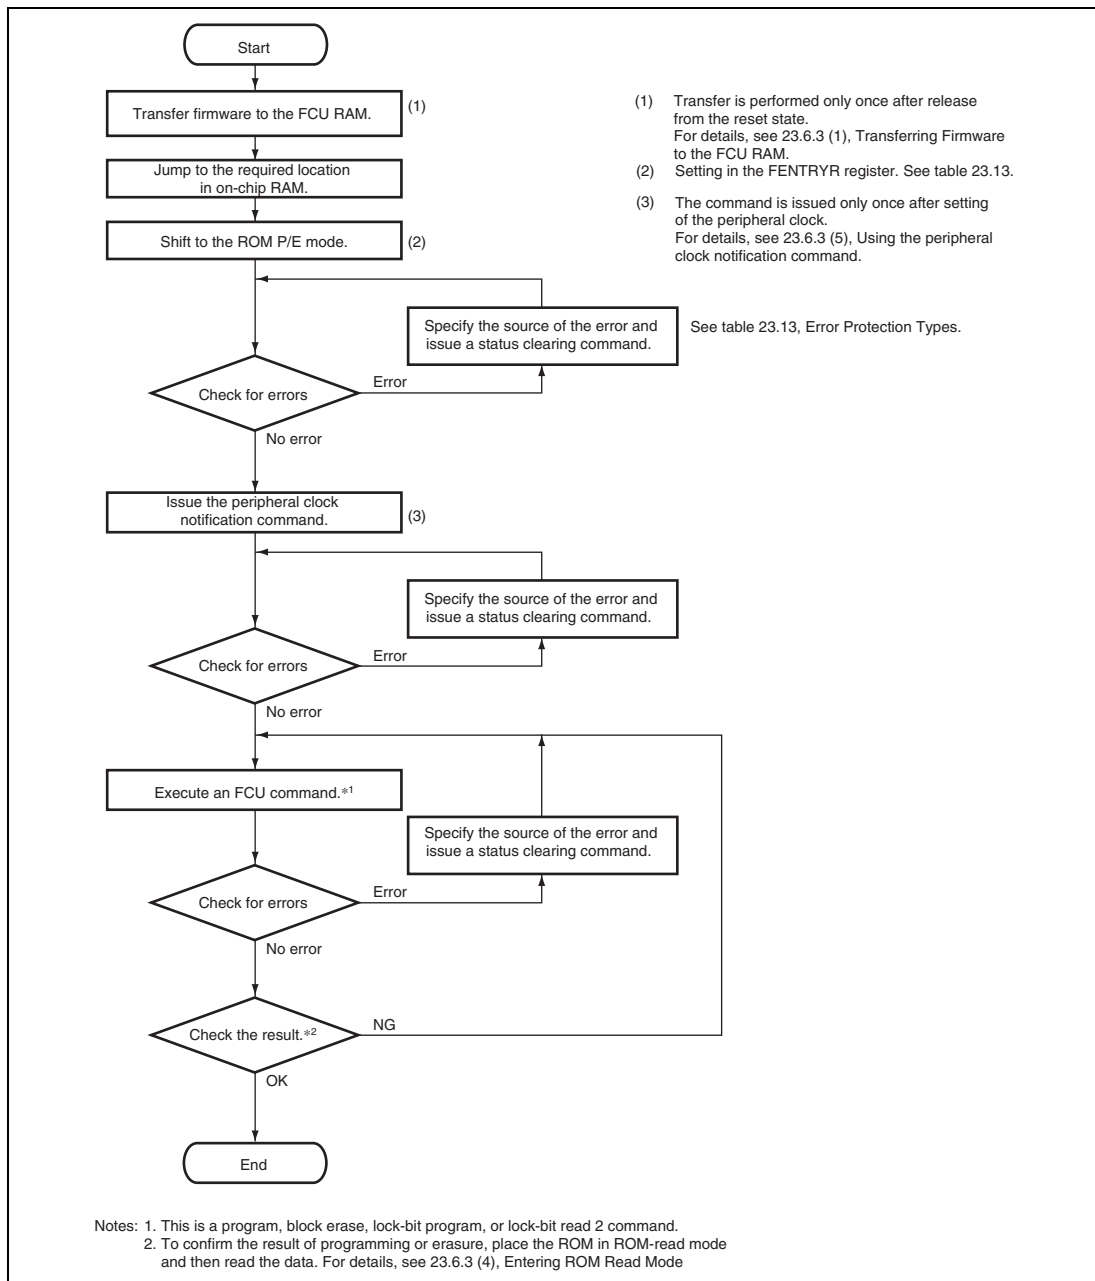 Start
Transfer firmware to the FCU RAM.
(1)
Jump to the required location
in on-chip RAM.
Shift to the ROM P/E mode.
(2)
(1) Transfer is performed only once after release
from the reset state.
For details, see 23.6.3 (1), Transferring Firmware
to the FCU RAM.
(2) Setting in the FENTRYR register. See table 23.13.
(3) The command is issued only once after setting
of the peripheral clock.
For details, see 23.6.3 (5), Using the peripheral
clock notification command.
Specify the source of the error and
issue a status clearing command.
See table 23.13, Error Protection Types.
Check for errors
Error
No error
Issue the peripheral clock
notification command.
(3)
Specify the source of the error and
issue a status clearing command.
Check for errors
Error
No error
Execute an FCU command.*1
Specify the source of the error and
issue a status clearing command.
Check for errors
Error
No error
Check the result.*2
NG
OK
End
Notes: 1. This is a program, block erase, lock-bit program, or lock-bit read 2 command.
2. To confirm the result of programming or erasure, place the ROM in ROM-read mode
and then read the data. For details, see 23.6.3 (4), Entering ROM Read Mode